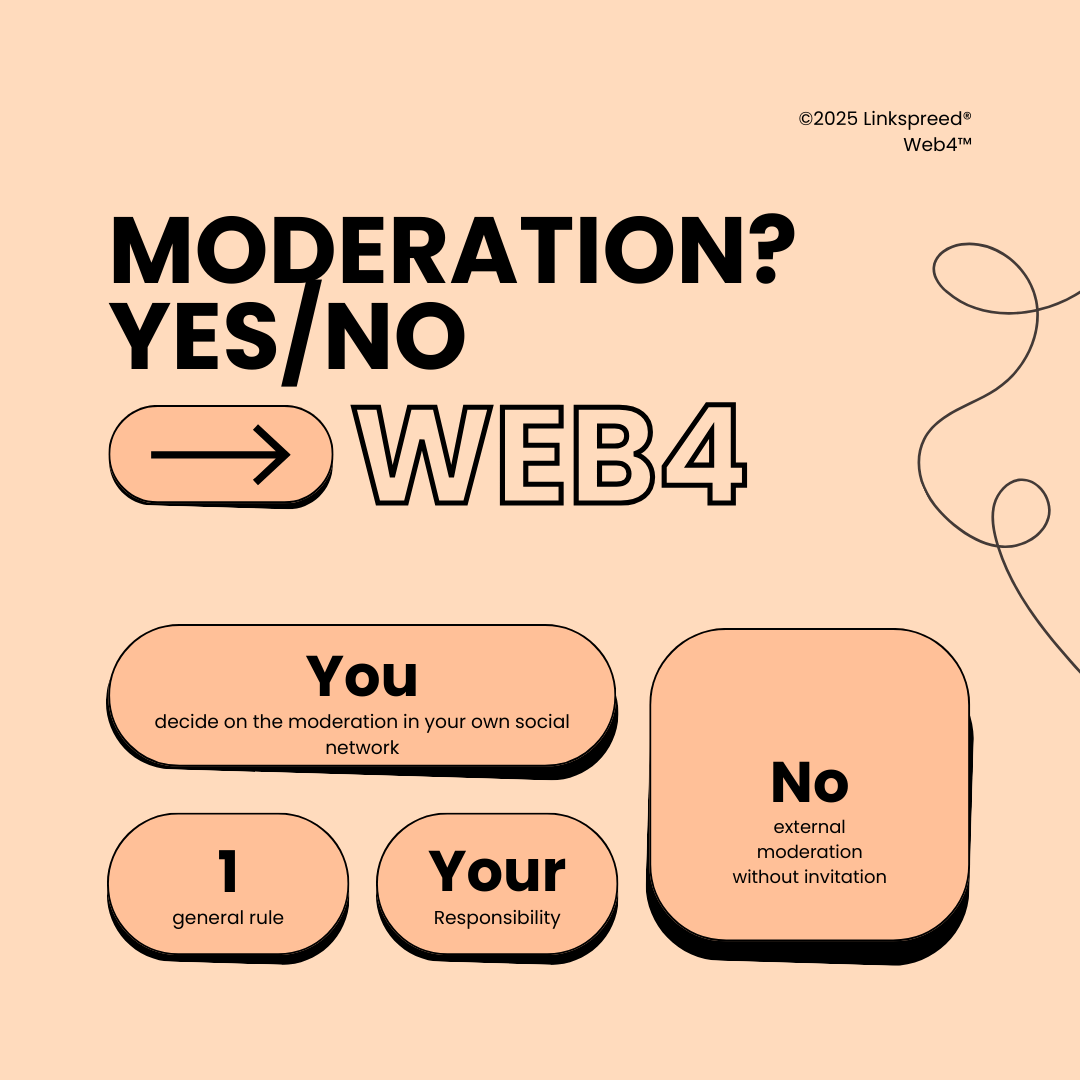 ©2025 Linkspreed®
Web4™
MODERATION?
YES/NO
WEB4
You
decide on the moderation in your own social
network
No
external
moderation
without invitation
1
general rule
Your
Responsibility